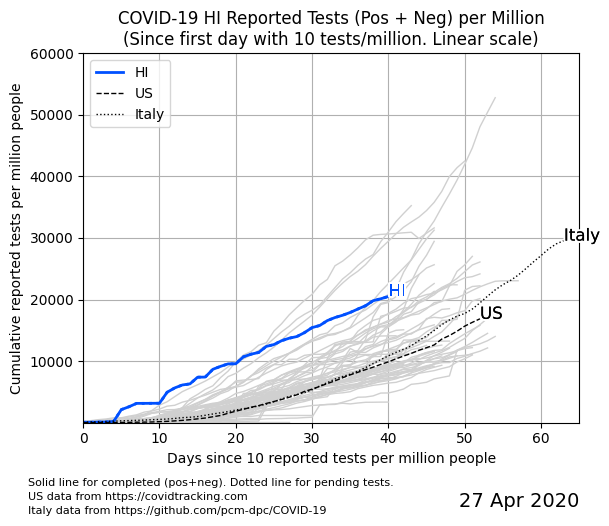 COVID-19 HI Reported Tests (Pos + Neg) per Million
(Since first day with 10 tests/million. Linear scale)
Cumulative reported tests per million people
60000
50000
40000
30000
20000
10000
HI
US
Italy
Italy
HI
US
0 10 20 30 40 50 60
Days since 10 reported tests per million people
Solid line for completed (pos+neg). Dotted line for pending tests.
US data from https://covidtracking.com
Italy data from https://github.com/pcm-dpc/COVID-19
27 Apr 2020